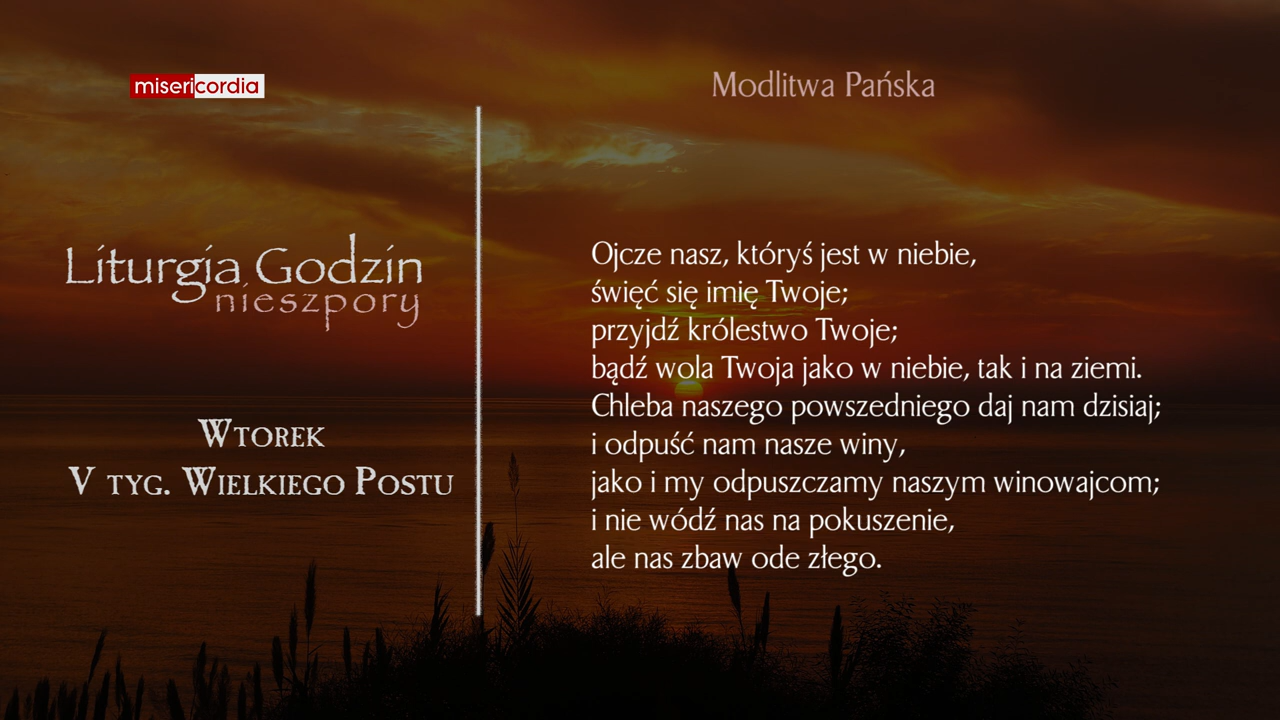 misericordia
Liturgia Godzin
nieszpory
Wtorek
V tyg. Wielkiego Postu
Modlitwa Pańska
Ojcze nasz, któryś jest w niebie,
święć się imię Twoje;
przyjdź królestwo Twoje;
bądź wola Twoja jako w niebie, tak i na ziemi.
Chleba naszego powszedniego daj nam dzisiaj;
i odpuść nam nasze winy,
jako i my odpuszczamy naszym winowajcom;
i nie wódź nas na pokuszenie,
ale nas zbaw ode złego.